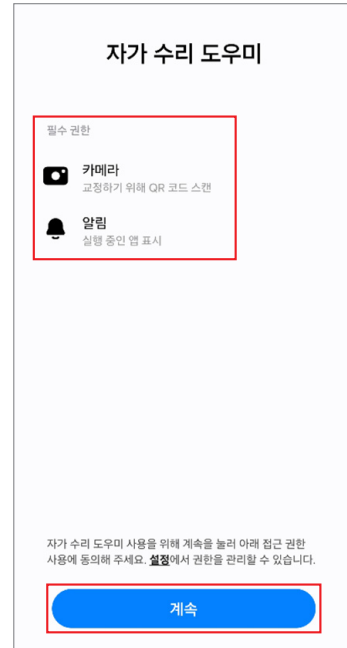 자가 수리 도우미
필수 권한
카메라
교정하기 위해 QR 코드 스캔
알림
실행 중인 앱 표시
자가 수리 도우미 사용을 위해 계속을 눌러 아래 접근 권한
사용에 동의해 주세요. 설정에서 권한을 관리할 수 있습니다.
계속